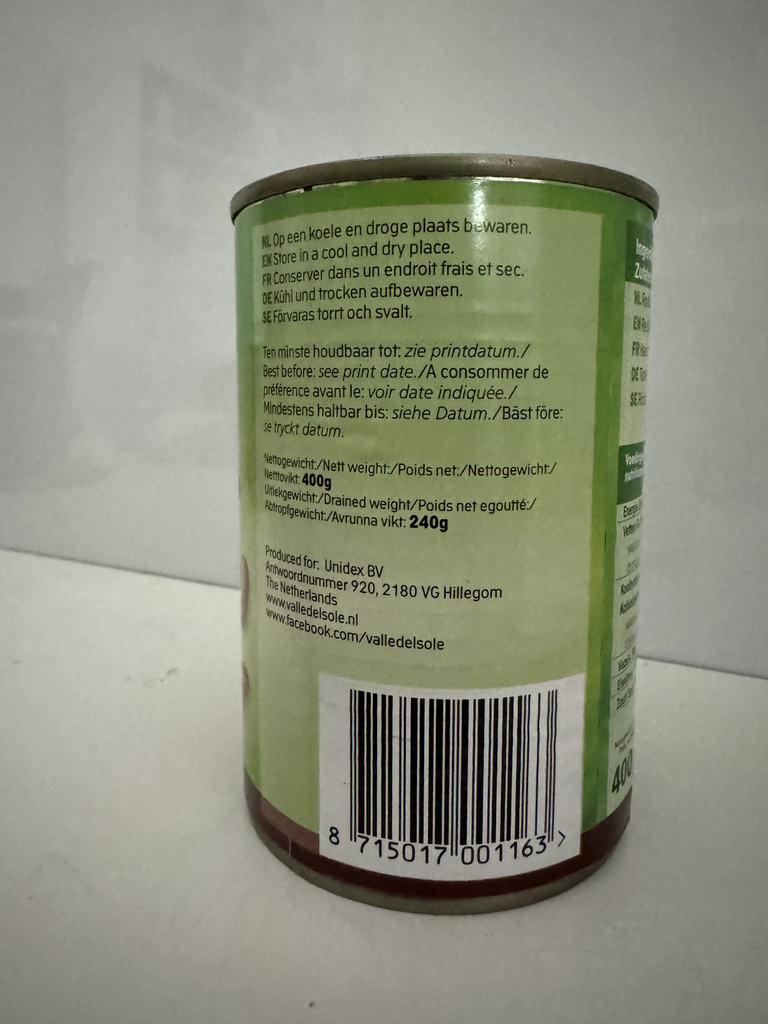 NL Op een koele en droge plaats bewaren.
EN Store in a cool and dry place.
FR Conserver dans un endroit frais et sec.
DE Kühl und trocken aufbewaren.
SE Förvaras torrt och svalt.
Ten minste houdbaar tot: zie printdatum./
Best before: see print date./A consommer de
préférence avant le: voir date indiquée./
Mindestens haltbar bis: siehe Datum./Bäst före:
se tryckt datum.
Nettogewicht:/Nett weight:/Poids net:/Nettogewicht:/
Nettovikt: 400g
Uitlekgewicht:/Drained weight/Poids net egoutté:/
Abtropfgewicht:/Avrunna vikt: 240g
Produced for: Unidex BV
Antwoordnummer 920, 2180 VG Hillegom
The Netherlands
www.valledelsole.nl
www.facebook.com/valledelsole
8 715017 001163 >
NL
EN
FR
DE
SE
400